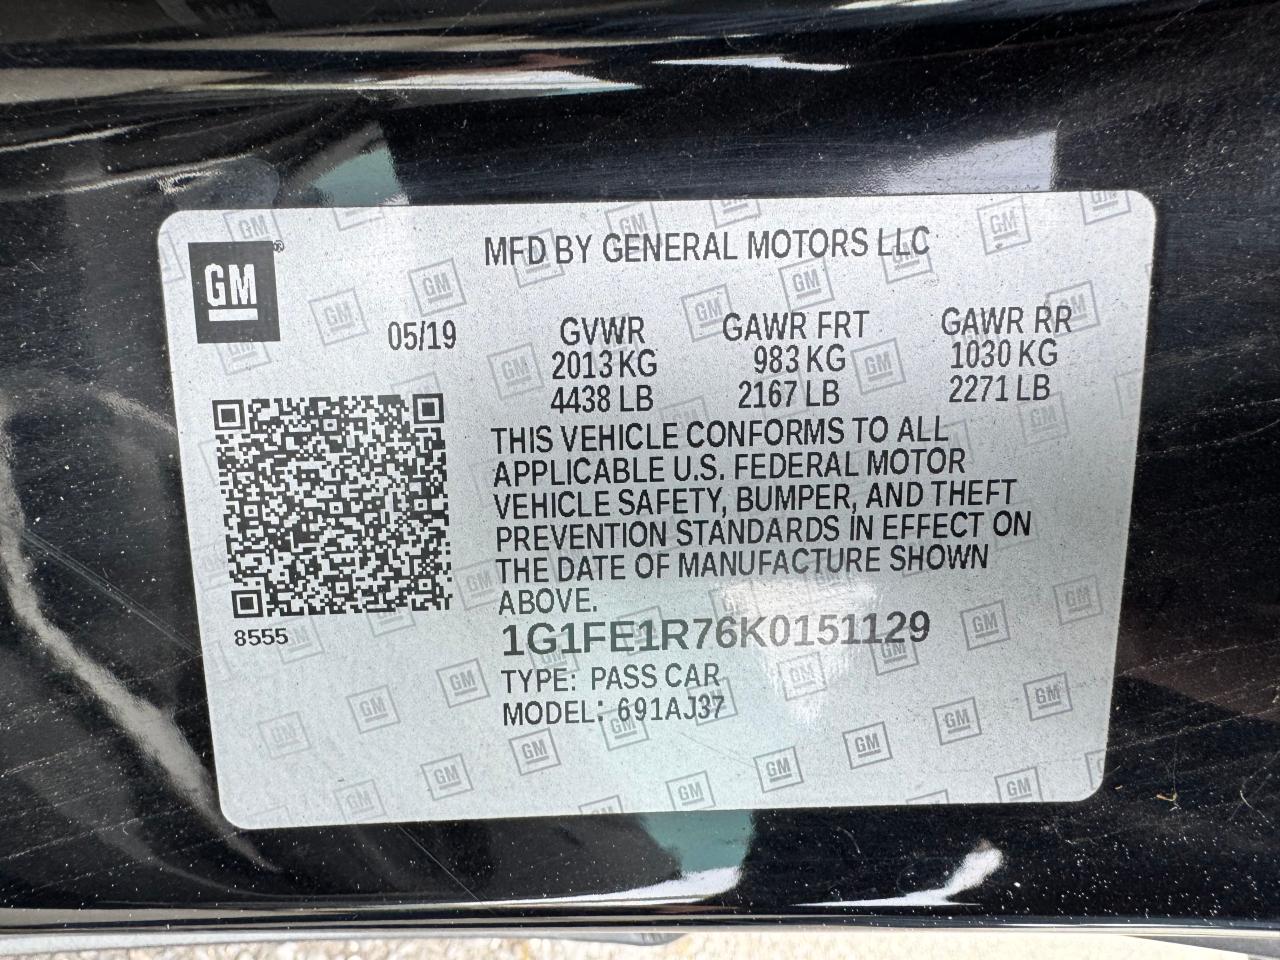 GM®
MFD BY GENERAL MOTORS LLC
05/19
GVWR GAWR FRT GAWR RR
2013 KG 983 KG 1030 KG
4438 LB 2167 LB 2271 LB
THIS VEHICLE CONFORMS TO ALL
APPLICABLE U.S. FEDERAL MOTOR
VEHICLE SAFETY, BUMPER, AND THEFT
PREVENTION STANDARDS IN EFFECT ON
THE DATE OF MANUFACTURE SHOWN
ABOVE.
8555
1G1FE1R76K0151129
TYPE: PASS CAR
MODEL: 691AJ37